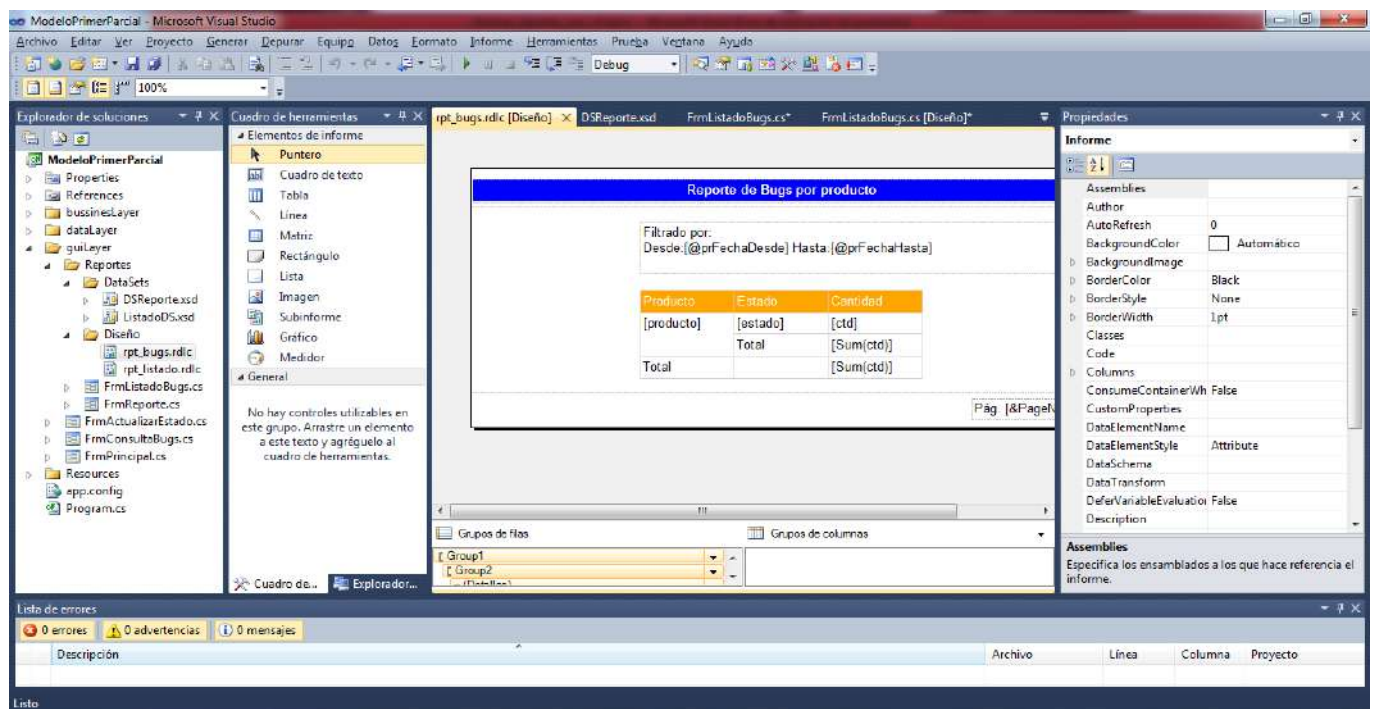 ModeloPrimerParcial - Microsoft Visual Studio
Archivo Editar Ver Proyecto Generar Depurar Equipo Datos Formato Informe Herramientas Prueba Ventana Ayuda
Debug
100%
Explorador de soluciones
ModeloPrimerParcial
Properties
References
bussinesLayer
dataLayer
guiLayer
Reportes
DataSets
DSReporte.xsd
ListadoDS.xsd
Diseño
rpt_bugs.rdlc
rpt_listado.rdlc
FrmListadoBugs.cs
FrmReporte.cs
FrmActualizarEstado.cs
FrmConsultaBugs.cs
FrmPrincipal.cs
Resources
app.config
Program.cs
Cuadro de herramientas
Elementos de informe
Puntero
Cuadro de texto
Tabla
Línea
Matriz
Rectángulo
Lista
Imagen
Subinforme
Gráfico
Medidor
General
No hay controles utilizables en
este grupo. Arrastre un elemento
a este texto y agréguelo al
cuadro de herramientas.
Cuadro de... Explorador...
rpt_bugs.rdlc [Diseño] DSReporte.xsd FrmListadoBugs.cs* FrmListadoBugs.cs [Diseño]*
Reporte de Bugs por producto
Filtrado por:
Desde:[@prFechaDesde] Hasta:[@prFechaHasta]
Producto Estado Cantidad
[producto] [estado] [ctd]
Total [Sum(ctd)]
Total [Sum(ctd)]
Pág. [&PageN
Grupos de filas Grupos de columnas
[ Group1
[ Group2
(Detalles)
Propiedades
Informe
Assemblies
Author
AutoRefresh 0
BackgroundColor Automático
BackgroundImage
BorderColor Black
BorderStyle None
BorderWidth 1pt
Classes
Code
Columns
ConsumeContainerWh False
CustomProperties
DataElementName
DataElementStyle Attribute
DataSchema
DataTransform
DeferVariableEvaluation False
Description
Assemblies
Especifica los ensamblados a los que hace referencia el
informe.
Lista de errores
0 errores 0 advertencias 0 mensajes
Descripción Archivo Línea Columna Proyecto
Listo